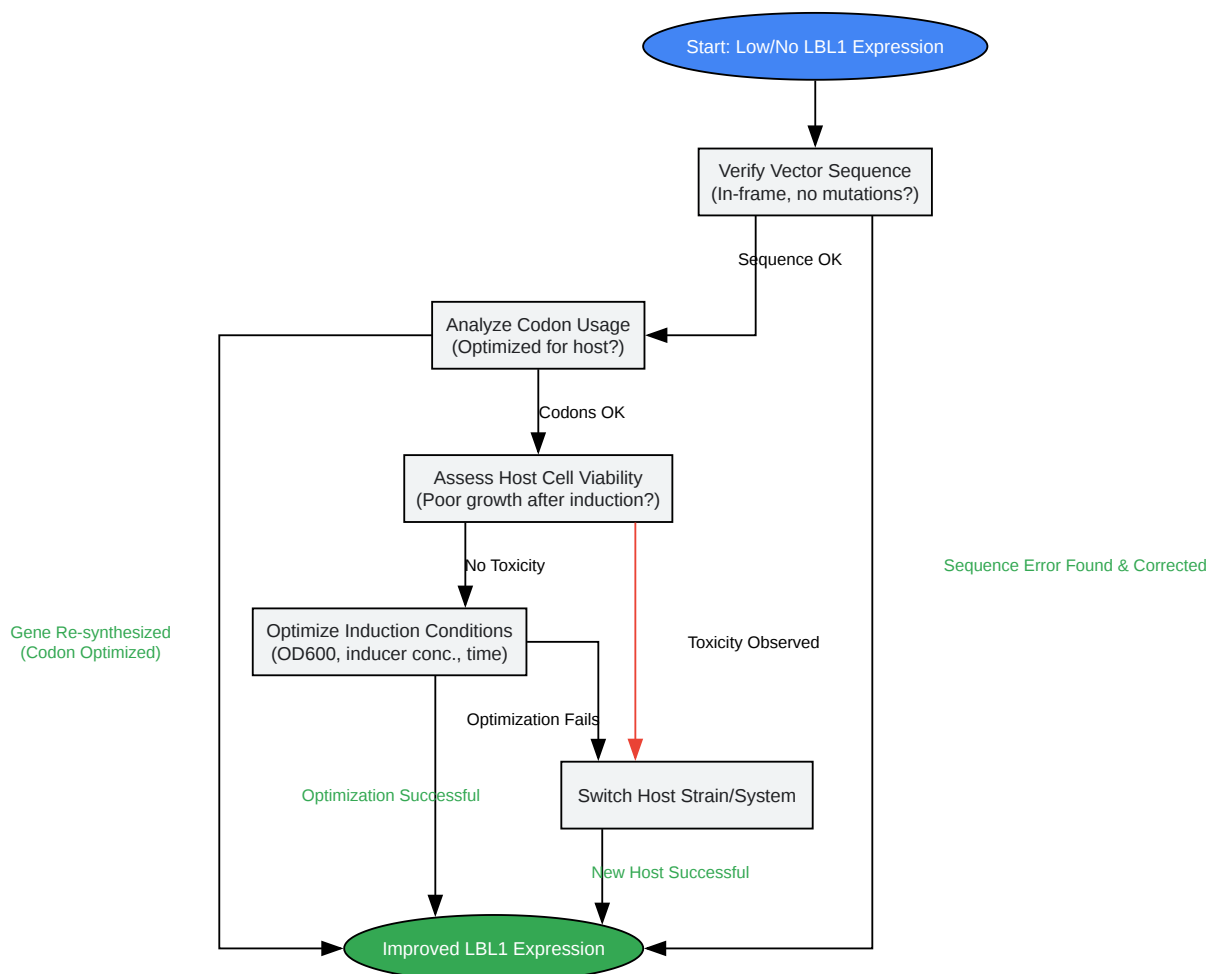 Start: Low/No LBL1 Expression
Verify Vector Sequence
(In-frame, no mutations?)
Sequence OK
Analyze Codon Usage
(Optimized for host?)
Codons OK
Assess Host Cell Viability
(Poor growth after induction?)
No Toxicity
Sequence Error Found & Corrected
Gene Re-synthesized
(Codon Optimized)
Optimize Induction Conditions
(OD600, inducer conc., time)
Toxicity Observed
Optimization Fails
Optimization Successful
Switch Host Strain/System
New Host Successful
Improved LBL1 Expression